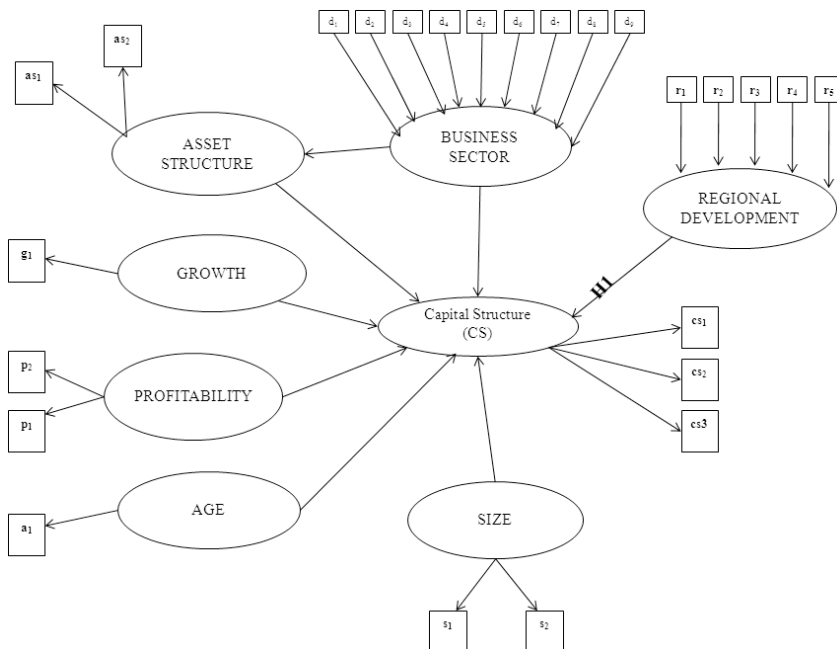 d₁ d₂ d₃ d₄ d₅ d₆ d₇ d₈ d₉
as₂
as₁
r₁ r₂ r₃ r₄ r₅
ASSET
STRUCTURE
BUSINESS
SECTOR
REGIONAL
DEVELOPMENT
g₁
GROWTH
H1
Capital Structure
(CS)
cs₁
cs₂
cs3
p₂
p₁
PROFITABILITY
a₁
AGE
SIZE
s₁ s₂